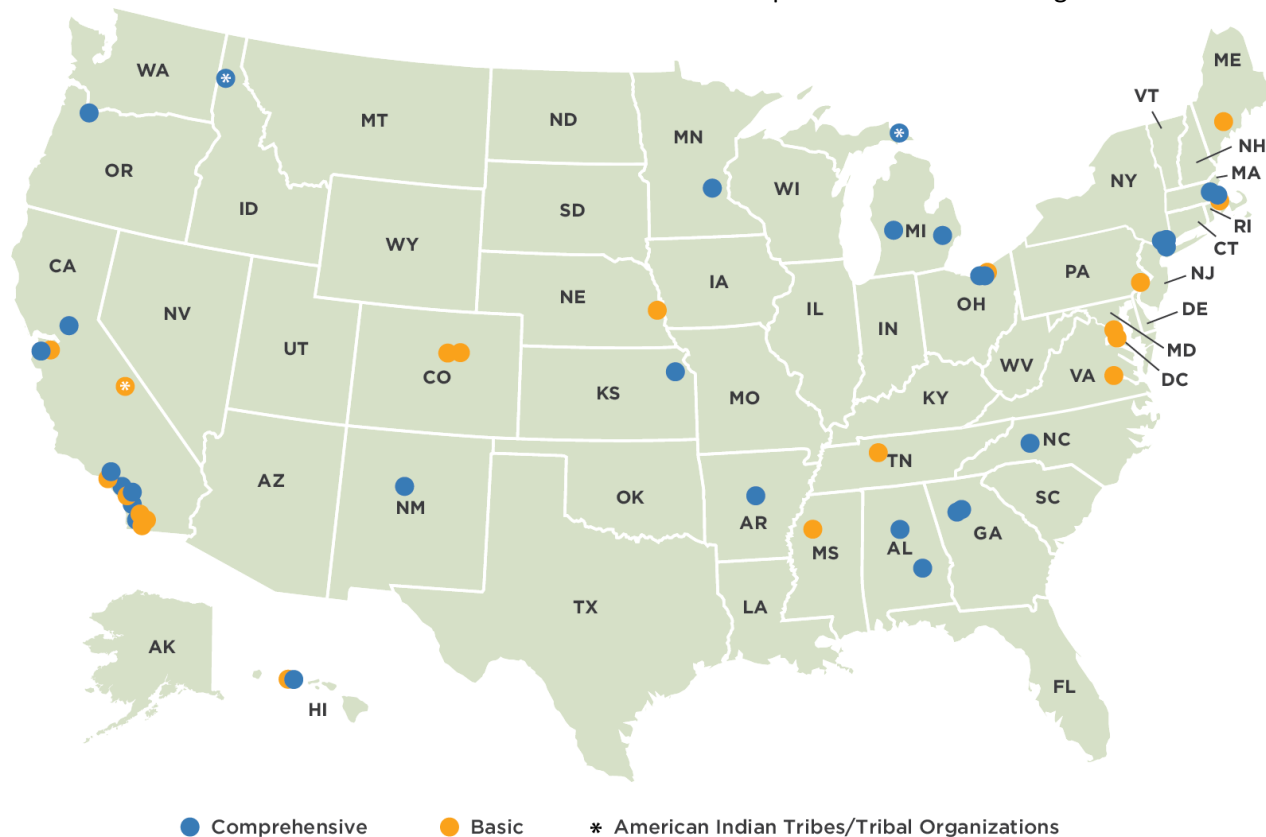 WA
ME
VT
MT
ND
MN
NH
OR
MA
WI
NY
ID
SD
MI
RI
WY
CT
CA
PA
NJ
IA
NE
OH
DE
NV
IL
IN
UT
MD
WV
CO
VA
DC
KS
MO
KY
NC
TN
AZ
OK
SC
NM
AR
GA
MS
AL
TX
LA
AK
FL
HI
Comprehensive Basic * American Indian Tribes/Tribal Organizations